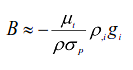 B ≈ - μ_t / (ρσ_p) ρ_{,i} g_i